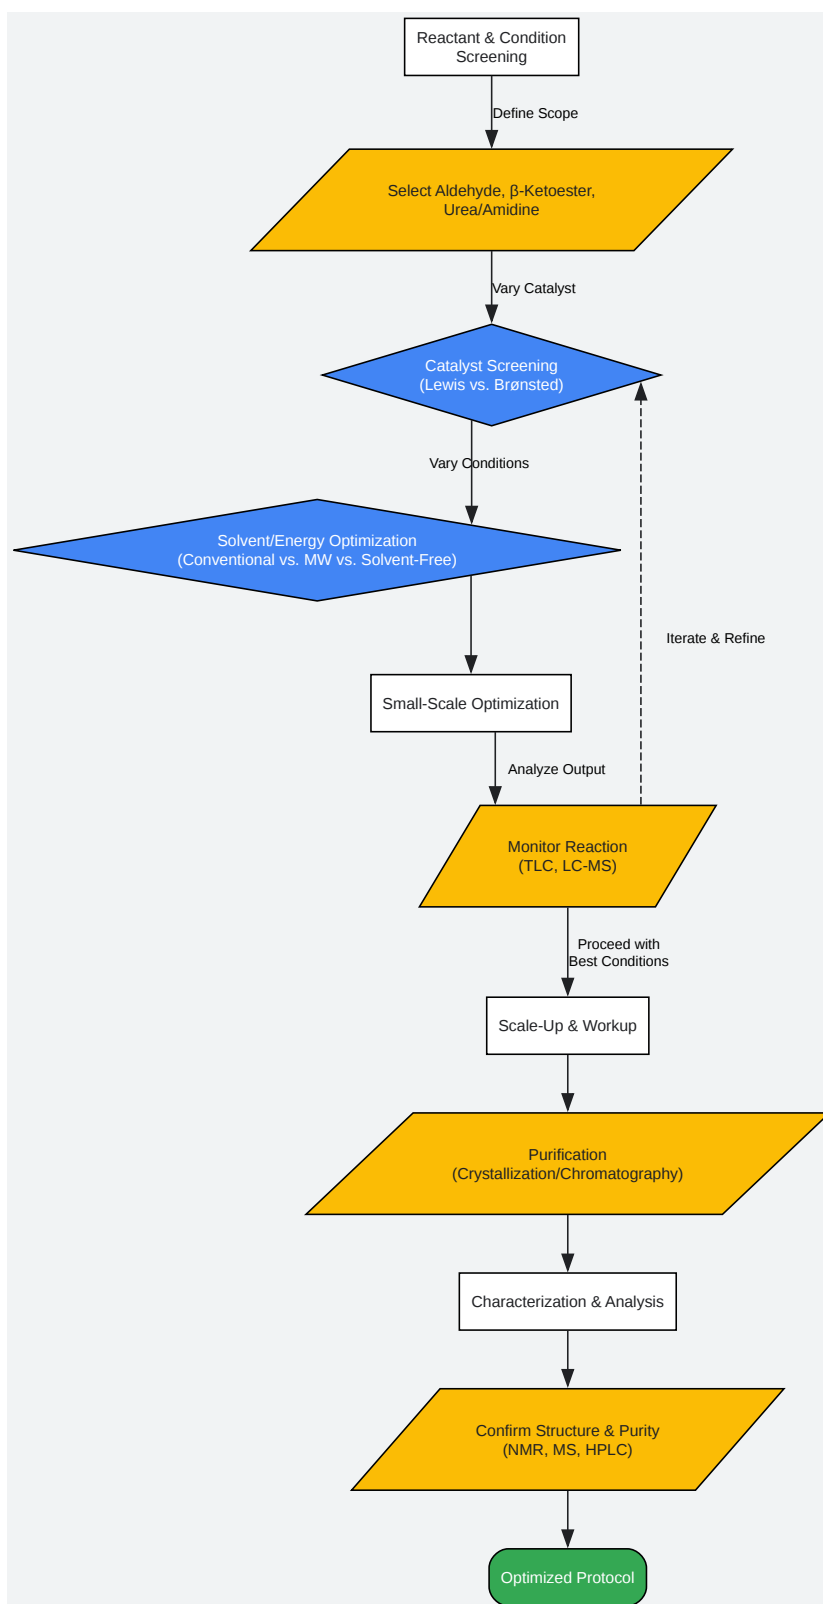 Reactant & Condition
Screening
Define Scope
Select Aldehyde, β-Ketoester,
Urea/Amidine
Vary Catalyst
Catalyst Screening
(Lewis vs. Brønsted)
Vary Conditions
Solvent/Energy Optimization
(Conventional vs. MW vs. Solvent-Free)
Iterate & Refine
Small-Scale Optimization
Analyze Output
Monitor Reaction
(TLC, LC-MS)
Proceed with
Best Conditions
Scale-Up & Workup
Purification
(Crystallization/Chromatography)
Characterization & Analysis
Confirm Structure & Purity
(NMR, MS, HPLC)
Optimized Protocol